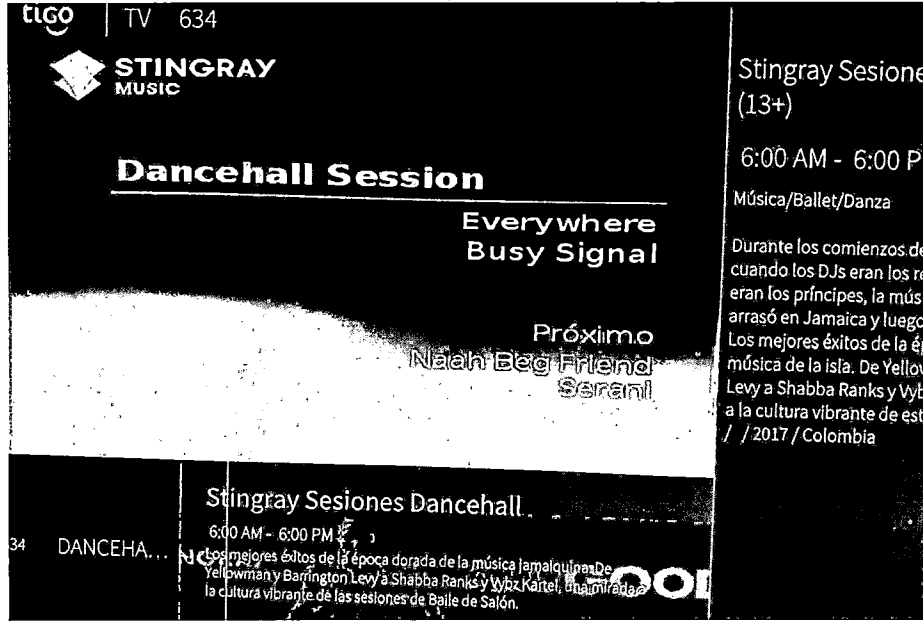 tiGO TV 634
STINGRAY
MUSIC
Dancehall Session
Everywhere
Busy Signal
Próximo
Naah Beg Friend
Serani
Stingray Sesione
(13+)
6:00 AM - 6:00 P
Música/Ballet/Danza
Durante los comienzos de
cuando los DJs eran los re
eran los príncipes, la mús
arrasó en Jamaica y luego
Los mejores éxitos de la ép
música de la isla. De Yellow
Levy a Shabba Ranks y Vyb
a la cultura vibrante de est
/ / 2017 / Colombia
34 DANCEHA...
Stingray Sesiones Dancehall
6:00 AM - 6:00 PM
Los mejores éxitos de la época dorada de la música jamaiquina. De
Yellowman y Barrington Levy a Shabba Ranks y Vybz Kartel, una mirada a
la cultura vibrante de las sesiones de Baile de Salón.